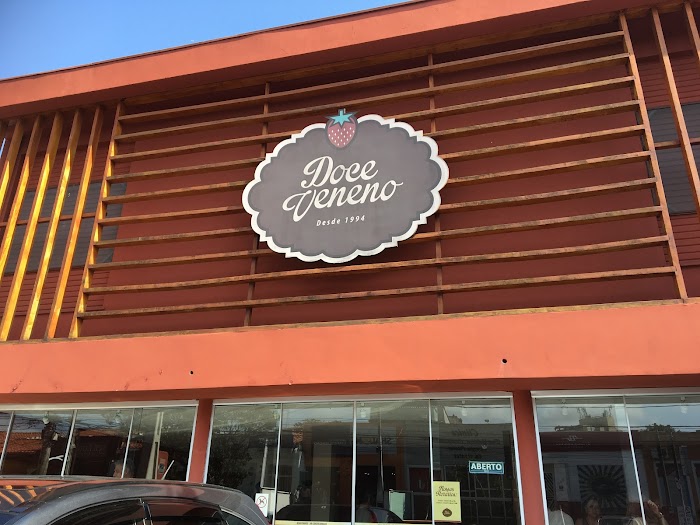 Doce
Veneno
Desde 1994
ABERTO